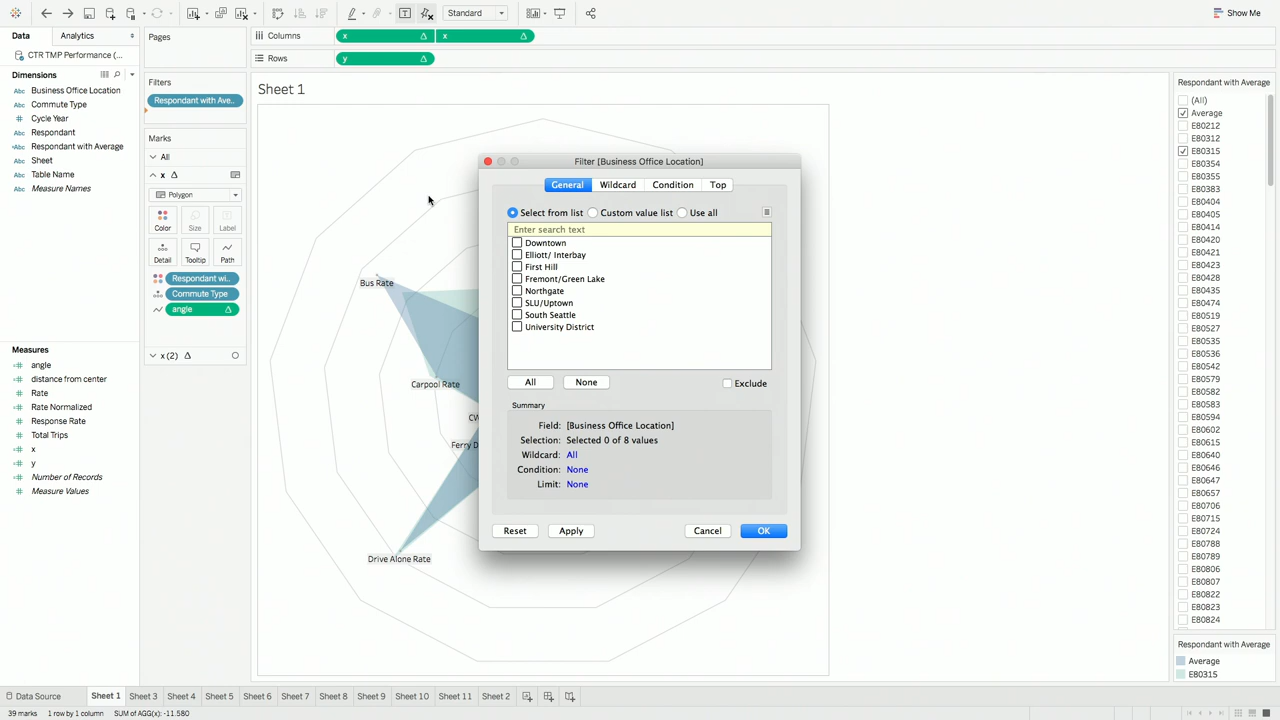 Standard
Show Me
Data
Analytics
Pages
Columns
x
x
CTR TMP Performance (...
Rows
y
Dimensions
Filters
Sheet 1
Respondant with Average
Abc Business Office Location
Respondant with Ave..
(All)
Abc Commute Type
Average
# Cycle Year
E80212
Abc Respondant
Marks
E80312
Abc Respondant with Average
All
E80315
Abc Sheet
x
E80354
Abc Table Name
Polygon
E80355
Abc Measure Names
E80383
Color
Size
Label
E80404
E80405
E80414
Detail
Tooltip
Path
E80420
E80421
Respondant wi..
E80423
Commute Type
E80428
angle
E80435
E80474
Measures
x (2)
E80519
# angle
E80527
# distance from center
E80535
# Rate
E80536
# Rate Normalized
E80542
# Response Rate
E80579
# Total Trips
E80582
# x
E80583
# y
E80594
# Number of Records
E80602
# Measure Values
E80615
E80640
E80646
E80647
E80657
E80706
E80715
E80724
E80788
E80789
E80806
E80807
E80822
E80823
E80824
Respondant with Average
Average
E80315
Bus Rate
Carpool Rate
CW
Ferry D
Drive Alone Rate
Filter [Business Office Location]
General
Wildcard
Condition
Top
Select from list
Custom value list
Use all
Enter search text
Downtown
Elliott/ Interbay
First Hill
Fremont/Green Lake
Northgate
SLU/Uptown
South Seattle
University District
All
None
Exclude
Summary
Field: [Business Office Location]
Selection: Selected 0 of 8 values
Wildcard: All
Condition: None
Limit: None
Reset
Apply
Cancel
OK
Data Source
Sheet 1
Sheet 3
Sheet 4
Sheet 5
Sheet 6
Sheet 7
Sheet 8
Sheet 9
Sheet 10
Sheet 11
Sheet 2
39 marks
1 row by 1 column
SUM of AGG(x): -11.580